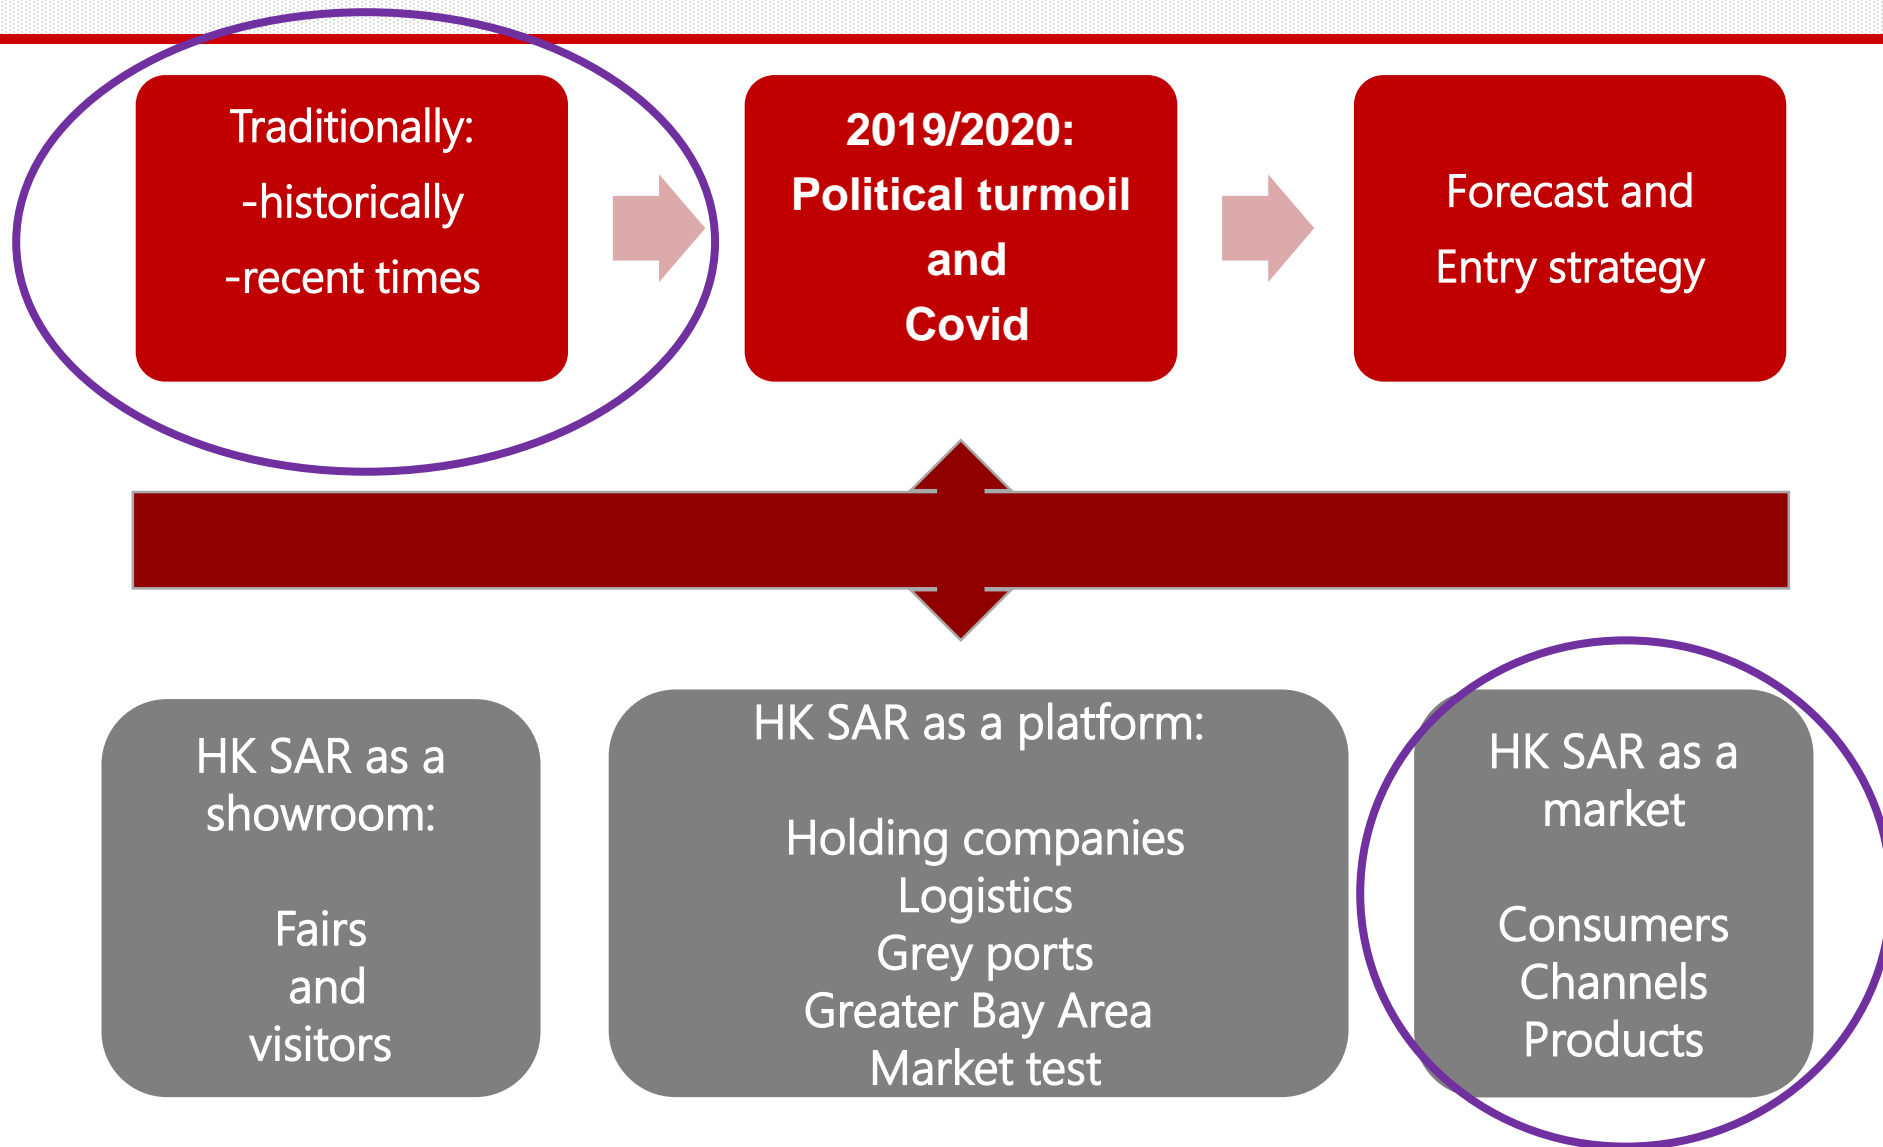 Traditionally:
-historically
-recent times
2019/2020:
Political turmoil
and
Covid
Forecast and
Entry strategy
HK SAR as a
showroom:
Fairs
and
visitors
HK SAR as a platform:
Holding companies
Logistics
Grey ports
Greater Bay Area
Market test
HK SAR as a
market
Consumers
Channels
Products